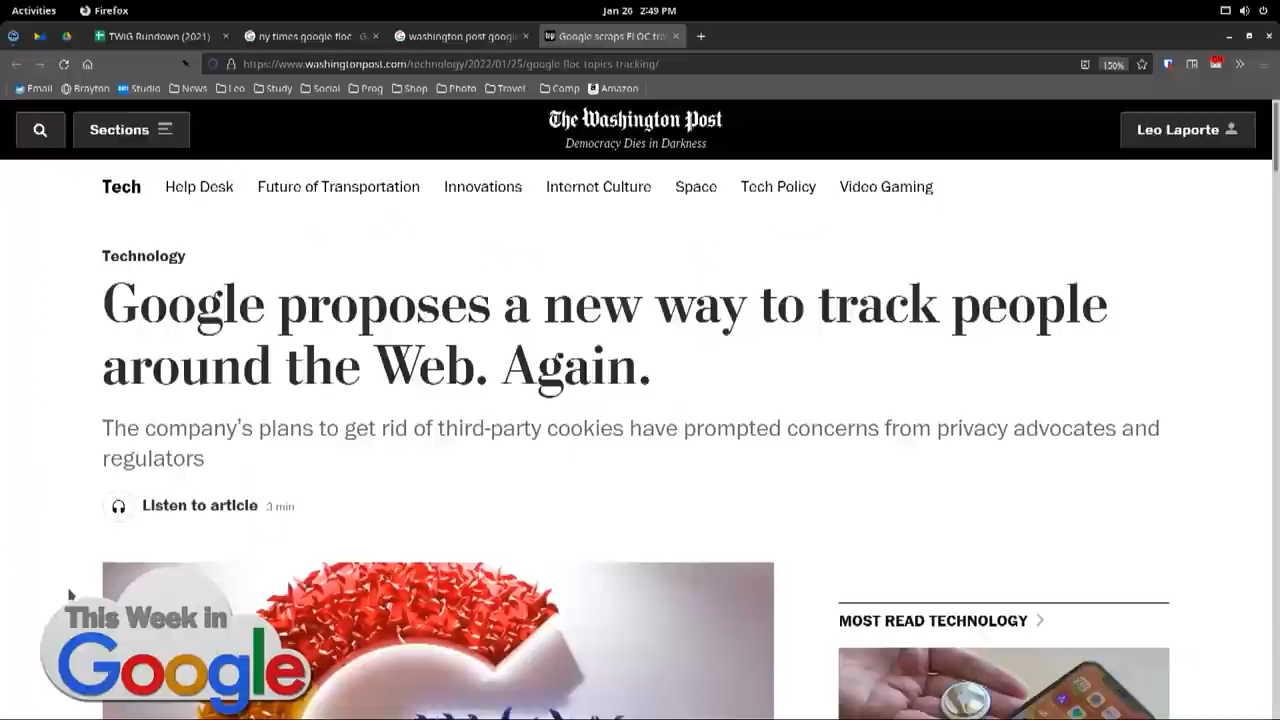 Activities Firefox Jan 26 2:49 PM
TWiG Rundown (2021) ny times google floc washington post google Google scraps FLOC tra
https://www.washingtonpost.com/technology/2022/01/25/google-floc-topics-tracking/ 150%
Email Brayton Studio News Leo Study Social Prog Shop Photo Travel Comp Amazon
Sections The Washington Post Leo Laporte
Democracy Dies in Darkness
Tech Help Desk Future of Transportation Innovations Internet Culture Space Tech Policy Video Gaming
Technology
Google proposes a new way to track people
around the Web. Again.
The company's plans to get rid of third-party cookies have prompted concerns from privacy advocates and
regulators
Listen to article 3 min
This Week in
Google
MOST READ TECHNOLOGY